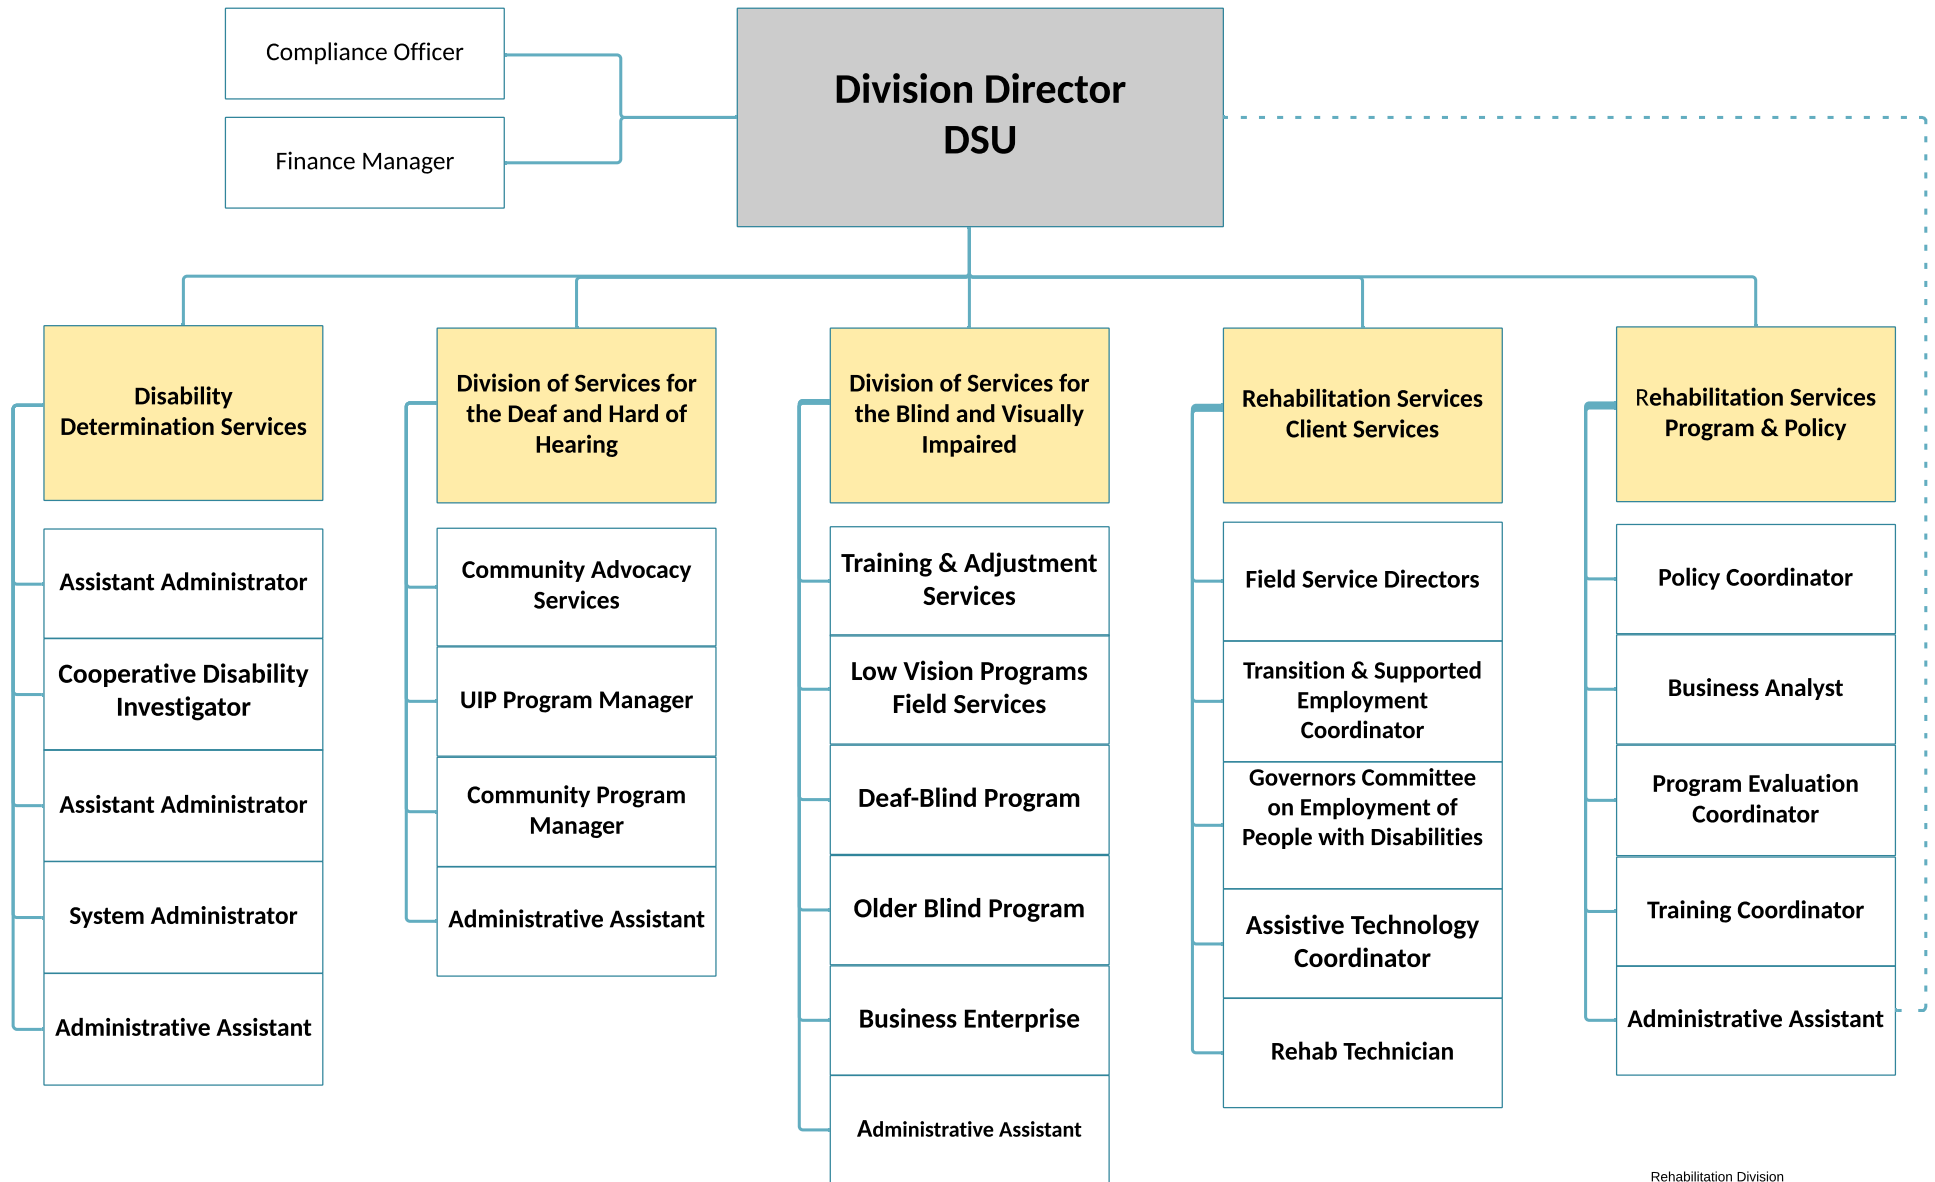 Compliance Officer
Finance Manager
Division Director
DSU
Disability
Determination Services
Assistant Administrator
Cooperative Disability
Investigator
Assistant Administrator
System Administrator
Administrative Assistant
Division of Services for
the Deaf and Hard of
Hearing
Community Advocacy
Services
UIP Program Manager
Community Program
Manager
Administrative Assistant
Division of Services for
the Blind and Visually
Impaired
Training & Adjustment
Services
Low Vision Programs
Field Services
Deaf-Blind Program
Older Blind Program
Business Enterprise
Administrative Assistant
Rehabilitation Services
Client Services
Field Service Directors
Transition & Supported
Employment
Coordinator
Governors Committee
on Employment of
People with Disabilities
Assistive Technology
Coordinator
Rehab Technician
Rehabilitation Services
Program & Policy
Policy Coordinator
Business Analyst
Program Evaluation
Coordinator
Training Coordinator
Administrative Assistant
Rehabilitation Division